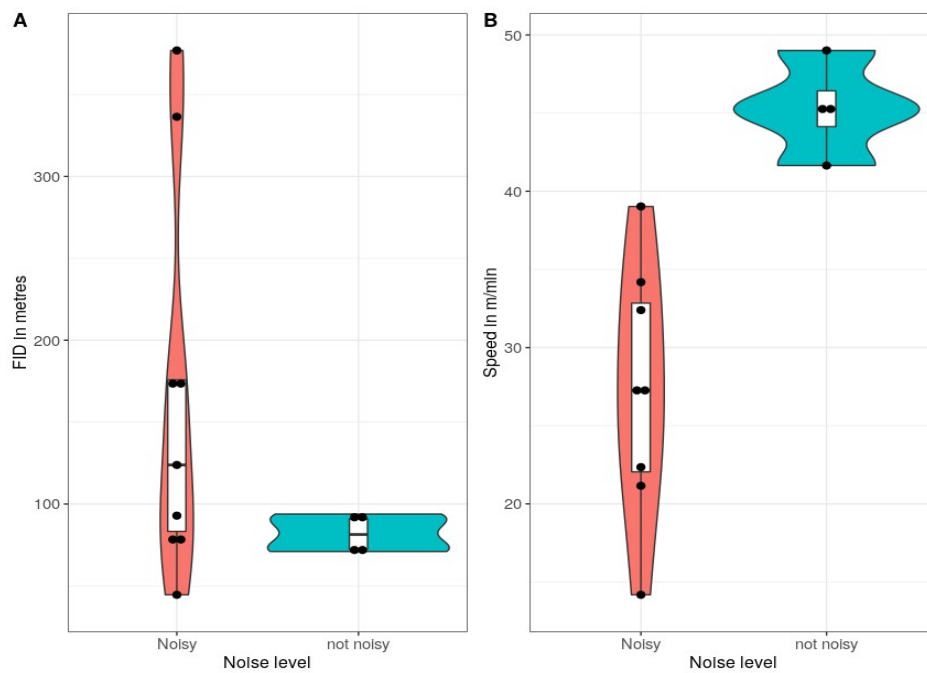 A
FID in metres
300
200
100
Noisy
not noisy
Noise level
B
Speed in m/min
50
40
30
20
Noisy
not noisy
Noise level